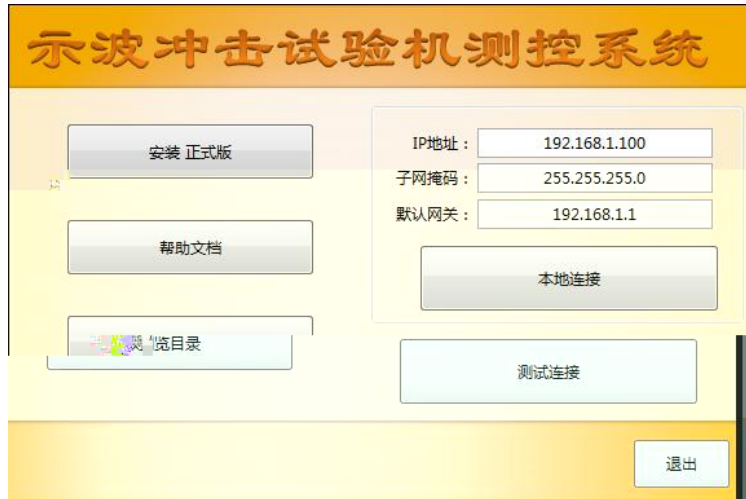 示波冲击试验机测控系统
安装 正式版
帮助文档
览目录
IP地址：
192.168.1.100
子网掩码：
255.255.255.0
默认网关：
192.168.1.1
本地连接
测试连接
退出